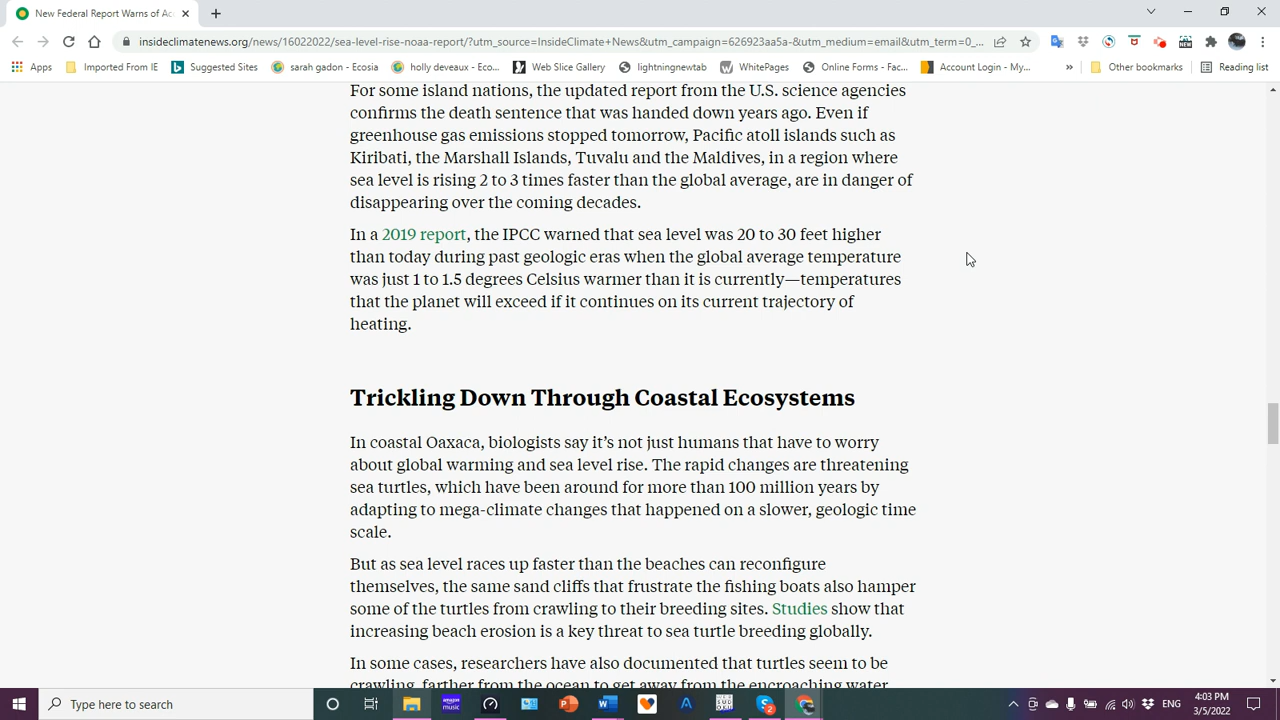 New Federal Report Warns of Acc
insideclimatenews.org/news/16022022/sea-level-rise-noaa-report/?utm_source=InsideClimate+News&utm_campaign=626923aa5a-&utm_medium=email&utm_term=0_...
Apps Imported From IE Suggested Sites sarah gadon - Ecosia holly deveaux - Eco... Web Slice Gallery lightningnewtab WhitePages Online Forms - Fac... Account Login - My... » Other bookmarks Reading list
For some island nations, the updated report from the U.S. science agencies
confirms the death sentence that was handed down years ago. Even if
greenhouse gas emissions stopped tomorrow, Pacific atoll islands such as
Kiribati, the Marshall Islands, Tuvalu and the Maldives, in a region where
sea level is rising 2 to 3 times faster than the global average, are in danger of
disappearing over the coming decades.
In a 2019 report, the IPCC warned that sea level was 20 to 30 feet higher
than today during past geologic eras when the global average temperature
was just 1 to 1.5 degrees Celsius warmer than it is currently—temperatures
that the planet will exceed if it continues on its current trajectory of
heating.
Trickling Down Through Coastal Ecosystems
In coastal Oaxaca, biologists say it's not just humans that have to worry
about global warming and sea level rise. The rapid changes are threatening
sea turtles, which have been around for more than 100 million years by
adapting to mega-climate changes that happened on a slower, geologic time
scale.
But as sea level races up faster than the beaches can reconfigure
themselves, the same sand cliffs that frustrate the fishing boats also hamper
some of the turtles from crawling to their breeding sites. Studies show that
increasing beach erosion is a key threat to sea turtle breeding globally.
In some cases, researchers have also documented that turtles seem to be
crawling farther from the ocean to get away from the encroaching water
Type here to search
ENG
4:03 PM
3/5/2022